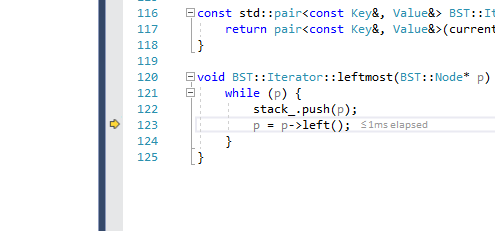 116 const std::pair<const Key&, Value&> BST::It
117 return pair<const Key&, Value&>(current
118 }
119
120 void BST::Iterator::leftmost(BST::Node* p)
121 while (p) {
122 stack_.push(p);
123 p = p->left(); ≤1ms elapsed
124 }
125 }